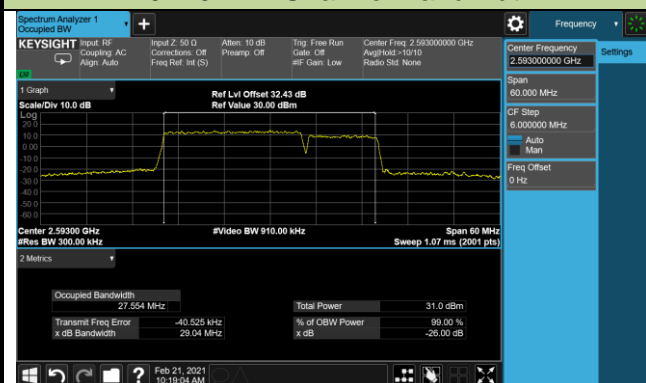 Spectrum Analyzer 1
Occupied BW
Frequency
KEYSIGHT
Input: RF
Coupling: AC
Align: Auto
Input Z: 50 Ω
Corrections: Off
Freq Ref: Int (S)
Atten: 10 dB
Preamp: Off
Trig: Free Run
Gate: Off
#IF Gain: Low
Center Freq: 2.593000000 GHz
Avg|Hold:>10/10
Radio Std: None
Center Frequency
2.593000000 GHz
Settings
Span
60.000 MHz
CF Step
6.000000 MHz
Auto
Man
Freq Offset
0 Hz
1 Graph
Scale/Div 10.0 dB
Ref Lvl Offset 32.43 dB
Ref Value 30.00 dBm
Log
20.0
10.0
0.00
-10.0
-20.0
-30.0
-40.0
-50.0
-60.0
Center 2.59300 GHz
#Video BW 910.00 kHz
Span 60 MHz
#Res BW 300.00 kHz
Sweep 1.07 ms (2001 pts)
2 Metrics
Occupied Bandwidth
27.554 MHz
Total Power 31.0 dBm
Transmit Freq Error -40.525 kHz
% of OBW Power 99.00 %
x dB Bandwidth 29.04 MHz
x dB -26.00 dB
?
Feb 21, 2021
10:19:04 AM